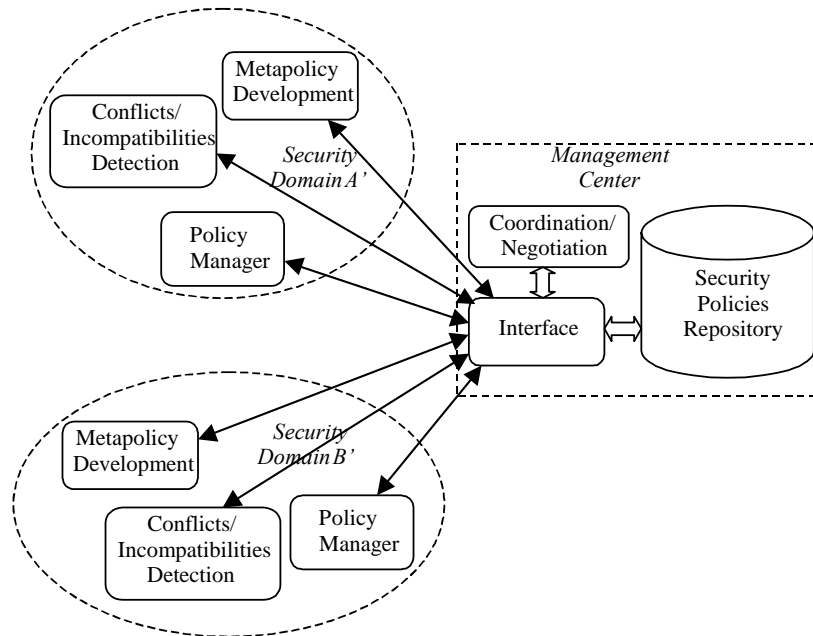 Metapolicy
Development
Conflicts/
Incompatibilities
Detection
Security
Domain A’
Policy
Manager
Management
Center
Coordination/
Negotiation
Security
Policies
Repository
Interface
Metapolicy
Development
Security
Domain B’
Conflicts/
Incompatibilities
Detection
Policy
Manager